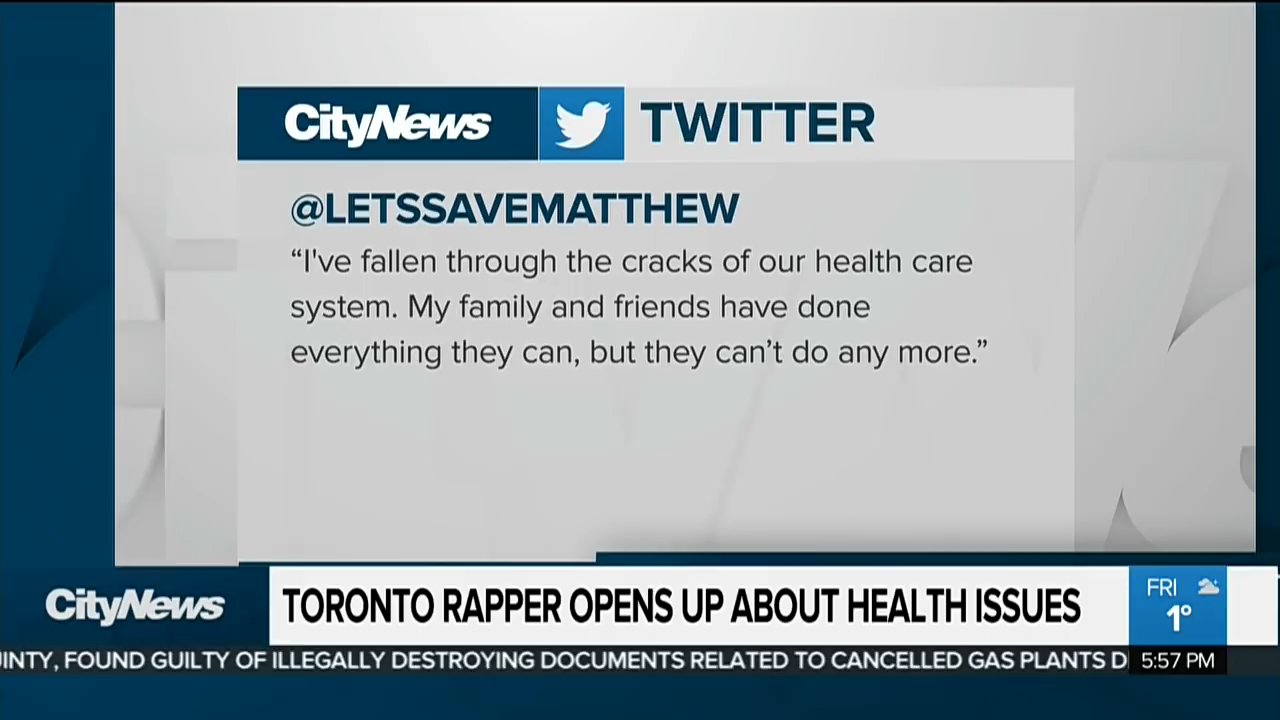 CityNews TWITTER
@LETSSAVEMATTHEW
“I've fallen through the cracks of our health care
system. My family and friends have done
everything they can, but they can’t do any more.”
CityNews TORONTO RAPPER OPENS UP ABOUT HEALTH ISSUES FRI
1°
FOUND GUILTY OF ILLEGALLY DESTROYING DOCUMENTS RELATED TO CANCELLED GAS PLANTS 5:57 PM